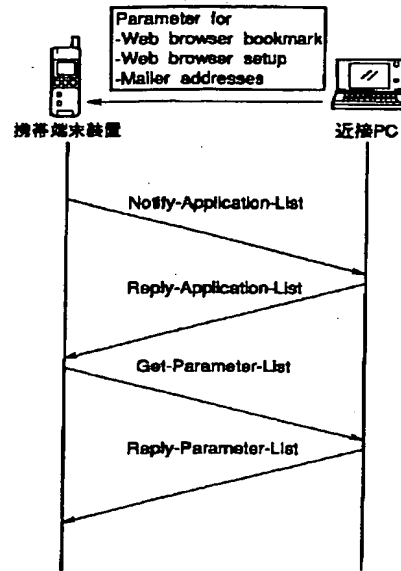 Parameter for
-Web browser bookmark
-Web browser setup
-Mailer addresses
携帯端末装置
近接PC
Notify-Application-List
Reply-Application-List
Get-Parameter-List
Reply-Parameter-List